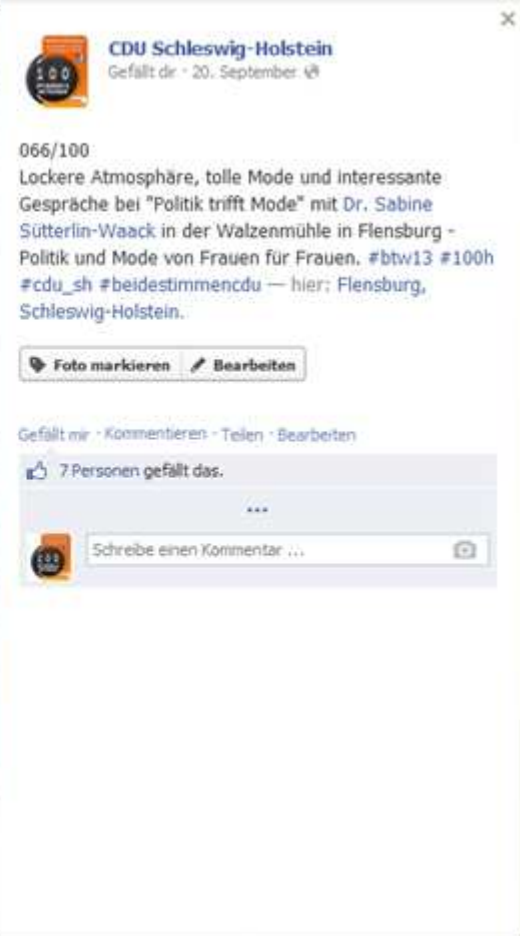 ×
CDU Schleswig-Holstein
Gefällt dir · 20. September
066/100
Lockere Atmosphäre, tolle Mode und interessante
Gespräche bei "Politik trifft Mode" mit Dr. Sabine
Sütterlin-Waack in der Walzenmühle in Flensburg -
Politik und Mode von Frauen für Frauen. #btw13 #100h
#cdu_sh #beidestimmencdu — hier: Flensburg,
Schleswig-Holstein.
Foto markieren Bearbeiten
Gefällt mir · Kommentieren · Teilen · Bearbeiten
7 Personen gefällt das.
...
Schreibe einen Kommentar ...
100